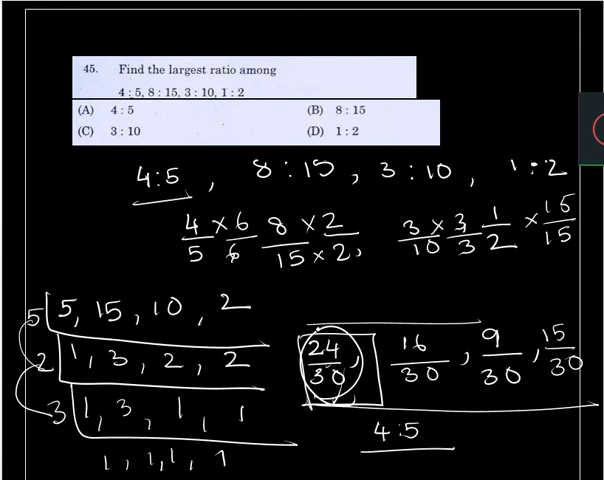 45. Find the largest ratio among
4 : 5, 8 : 15, 3 : 10, 1 : 2
(A) 4 : 5 (B) 8 : 15
(C) 3 : 10 (D) 1 : 2
4:5 , 8:15 , 3:10 , 1:2
4/5 × 6/6 8/15 × 2/2, 3/10 × 3/3 1/2 × 15/15
5 5, 15, 10, 2
2 1, 3, 2, 2
3 1, 3, 1, 1
1, 1, 1, 1
24/30, 16/30, 9/30, 15/30
4:5